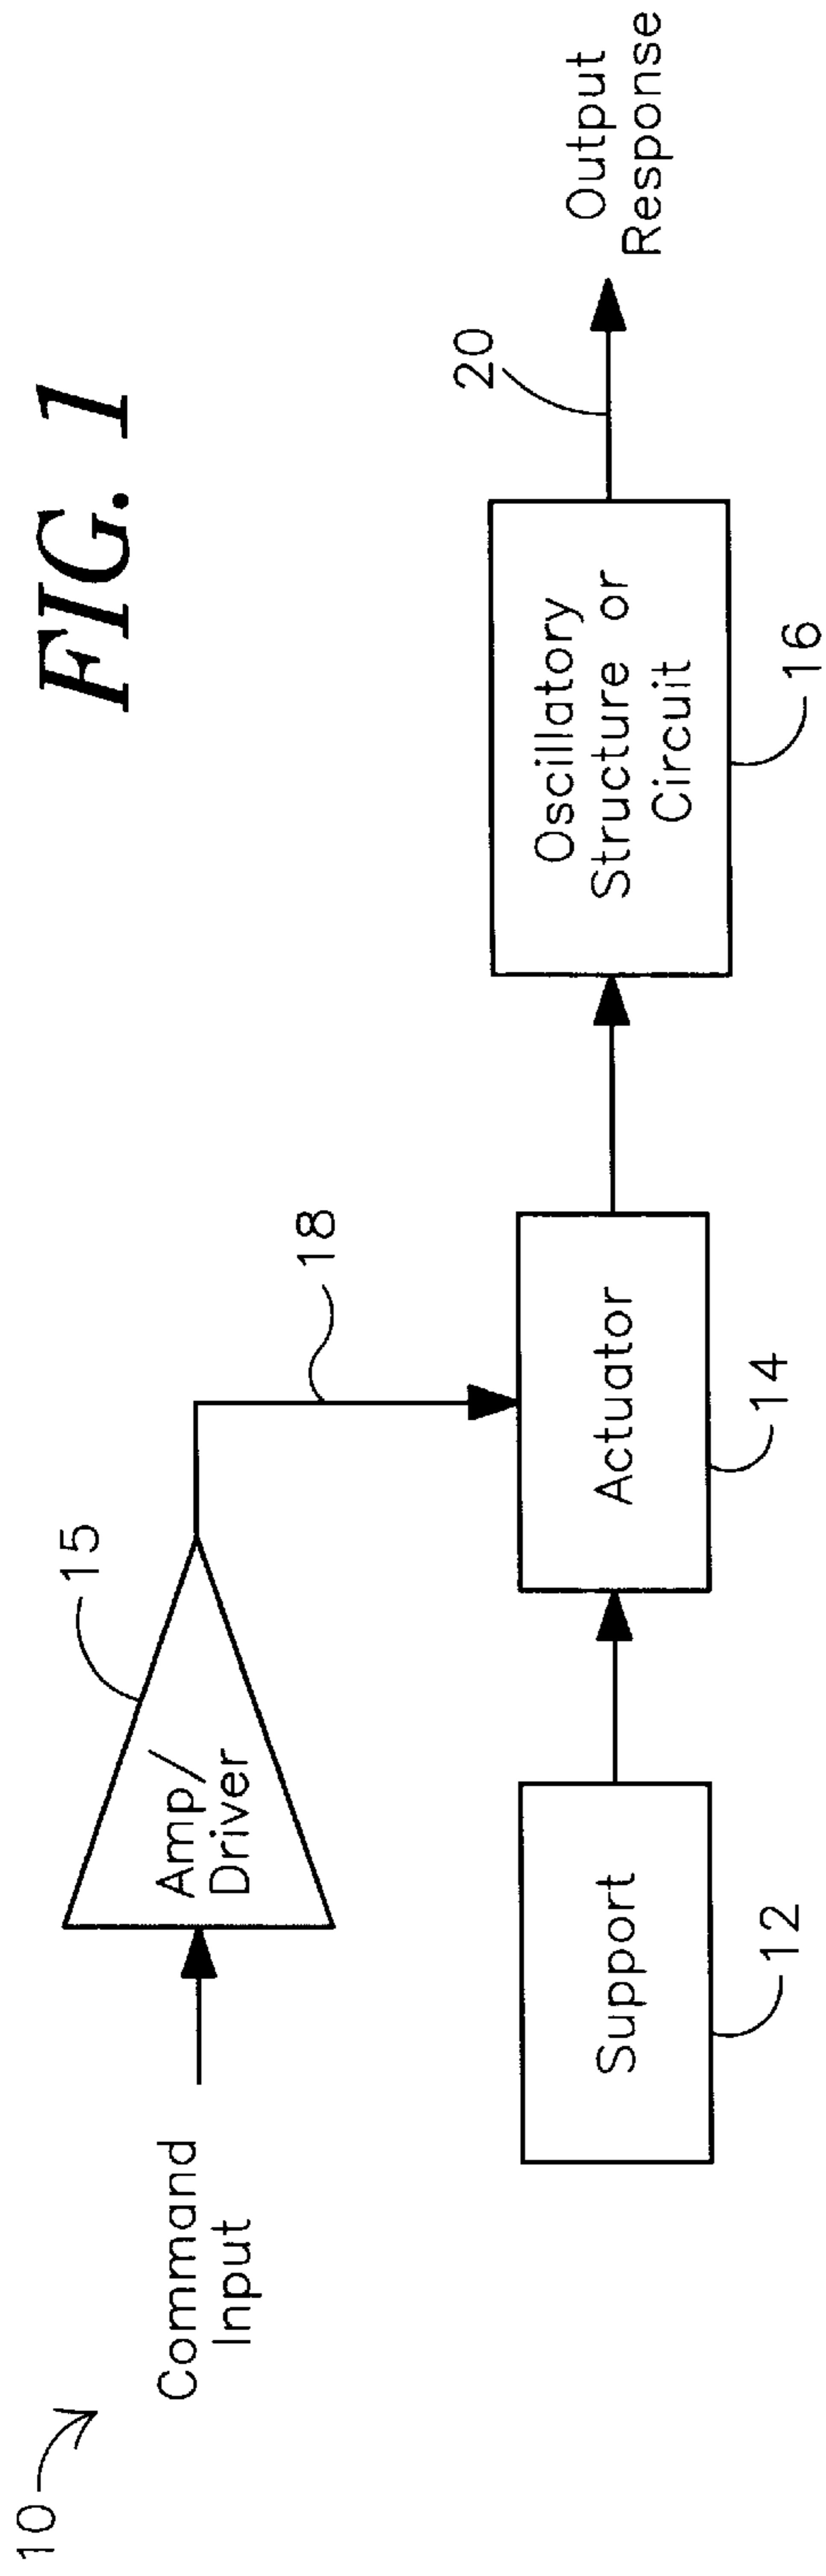 FIG. 1
10
Command
Input
Amp/
Driver
15
18
Support
12
Actuator
14
Oscillatory
Structure or
Circuit
16
20
Output
Response